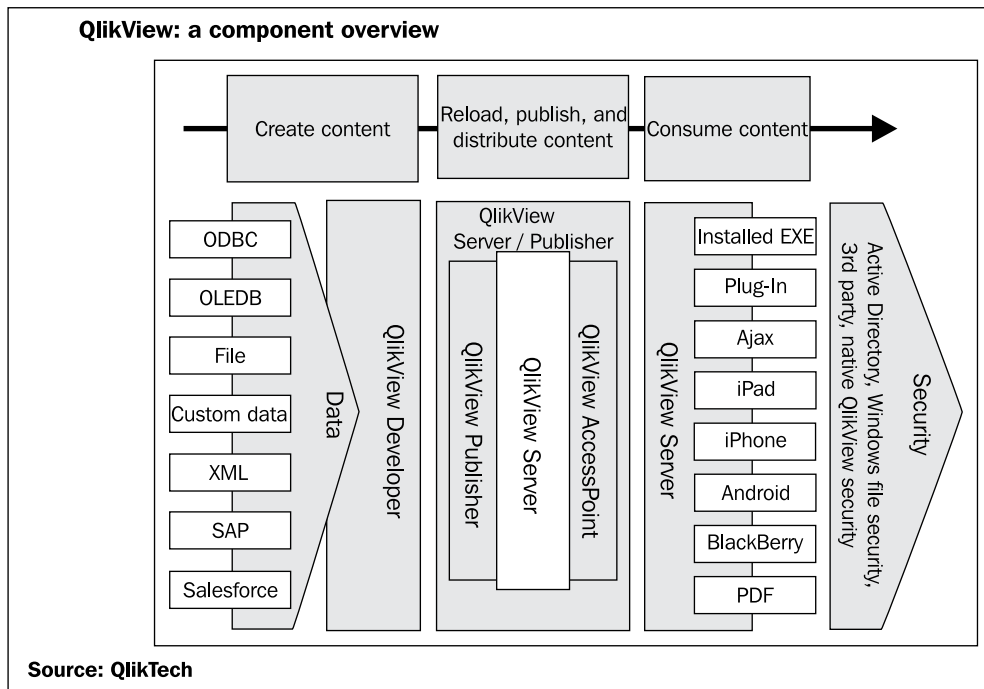 QlikView: a component overview
Create content
Reload, publish, and
distribute content
Consume content
ODBC
OLEDB
File
Custom data
XML
SAP
Salesforce
Data
QlikView Developer
QlikView
Server / Publisher
QlikView Publisher
QlikView Server
QlikView AccessPoint
QlikView Server
Installed EXE
Plug-In
Ajax
iPad
iPhone
Android
BlackBerry
PDF
Active Directory, Windows file security,
3rd party, native QlikView security
Security
Source: QlikTech